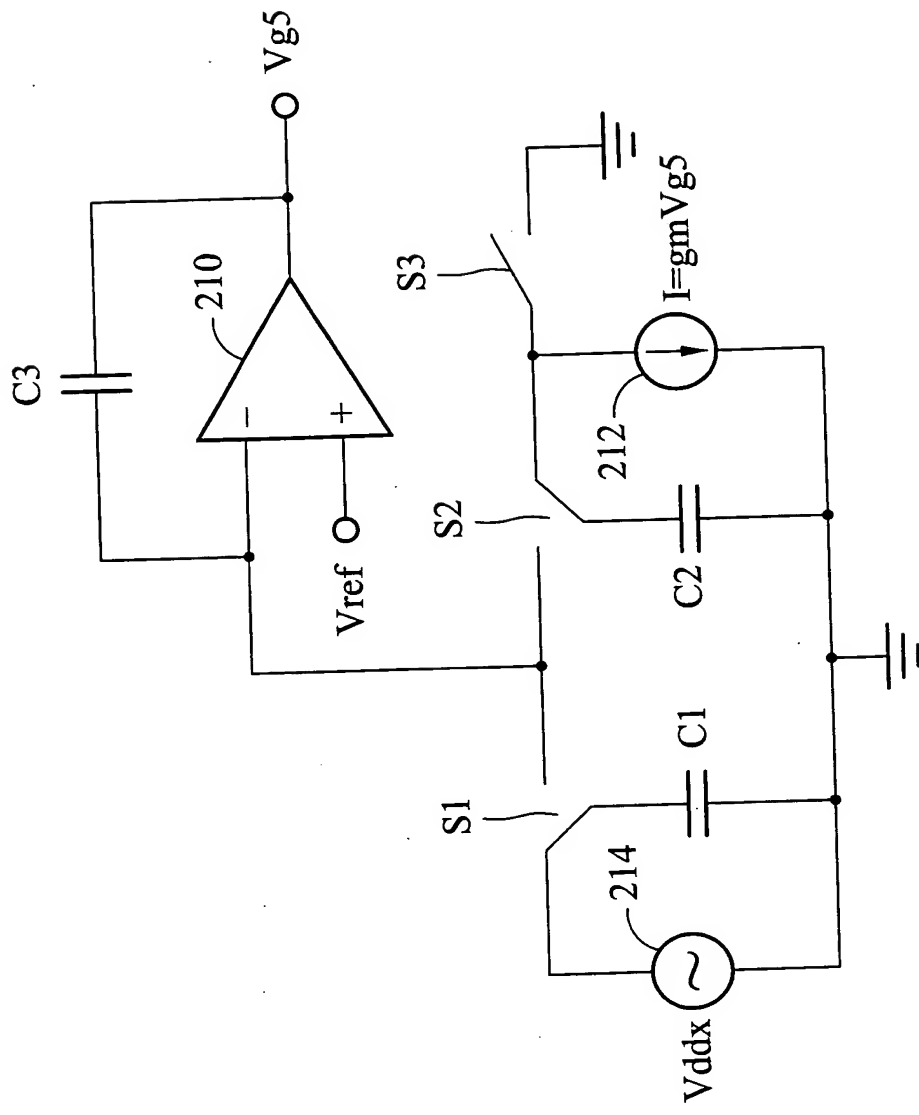 C3
210
Vg5
−
+
Vref
S1
S2
S3
214
Vddx
C1
C2
212
I=gmVg5